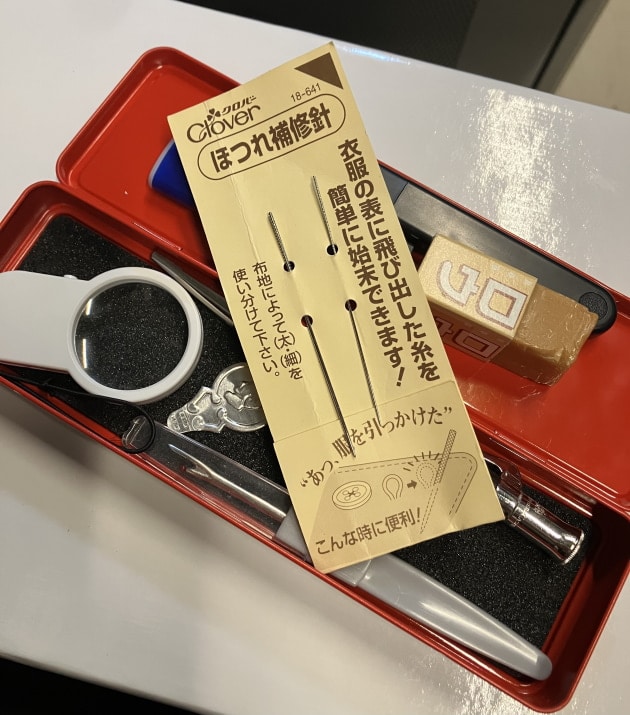 クロバー
Clover
18-641
ほつれ補修針
衣服の表に飛び出した糸を
簡単に始末できます！
布地によって(太・細)を
使い分けて下さい。
“あっ、服を引っかけた”
こんな時に便利！